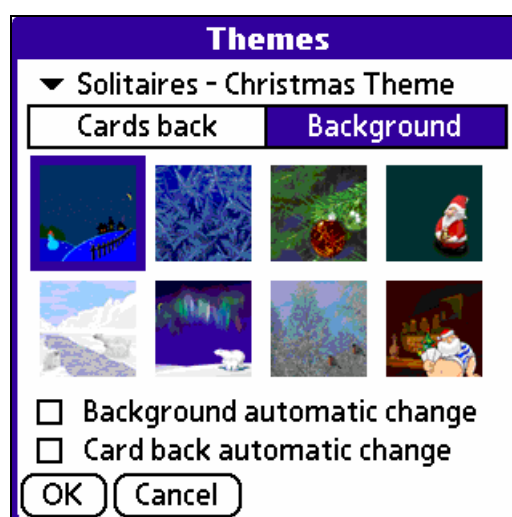 Themes
Solitaires - Christmas Theme
Cards back
Background
Background automatic change
Card back automatic change
OK
Cancel